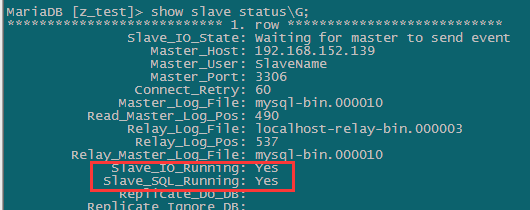 MariaDB [z_test]> show slave status\G;
*************************** 1. row ***************************
Slave_IO_State: Waiting for master to send event
Master_Host: 192.168.152.139
Master_User: SlaveName
Master_Port: 3306
Connect_Retry: 60
Master_Log_File: mysql-bin.000010
Read_Master_Log_Pos: 490
Relay_Log_File: localhost-relay-bin.000003
Relay_Log_Pos: 537
Relay_Master_Log_File: mysql-bin.000010
Slave_IO_Running: Yes
Slave_SQL_Running: Yes
Replicate_Do_DB:
Replicate_Ignore_DB: